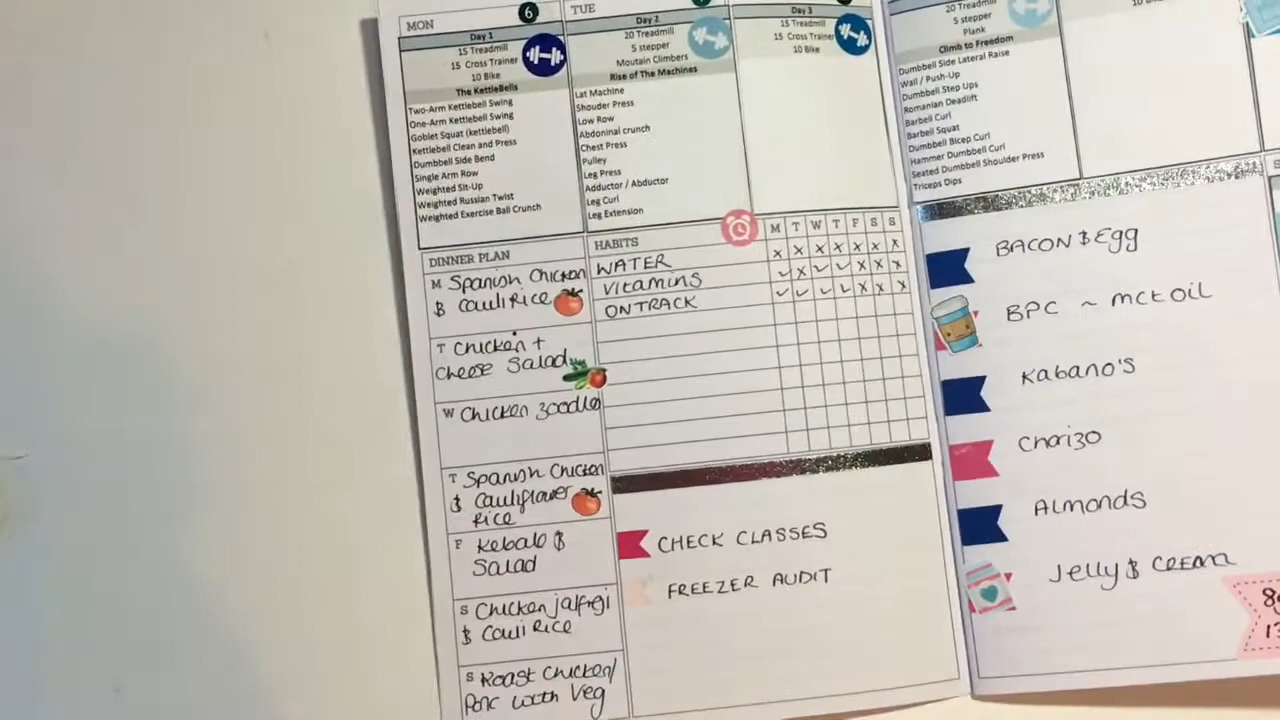 MON
6
Day 1
15 Treadmill
15 Cross Trainer
10 Bike
The KettleBells
Two-Arm Kettlebell Swing
One-Arm Kettlebell Swing
Goblet Squat (kettlebell)
Kettlebell Clean and Press
Dumbbell Side Bend
Single Arm Row
Weighted Sit-Up
Weighted Russian Twist
Weighted Exercise Ball Crunch
TUE
Day 2
20 Treadmill
5 stepper
Moutain Climbers
Rise of The Machines
Lat Machine
Shouder Press
Low Row
Abdoninal crunch
Chest Press
Pulley
Leg Press
Adductor / Abductor
Leg Curl
Leg Extension
Day 3
15 Treadmill
15 Cross Trainer
10 Bike
20 Treadmill
5 stepper
Plank
Climb to Freedom
Dumbbell Side Lateral Raise
Wall / Push-Up
Dumbbell Step Ups
Romanian Deadlift
Barbell Curl
Barbell Squat
Dumbbell Bicep Curl
Hammer Dumbbell Curl
Seated Dumbbell Shoulder Press
Triceps Dips
DINNER PLAN
M Spanish Chicken
$ Cauli Rice
T Chicken +
Cheese Salad
W Chicken zoodles
T Spanish Chicken
$ Cauliflower
Rice
F Kebab $
Salad
S Chicken jalfrezi
$ Cauli Rice
S Roast Chicken/
Porc with Veg
HABITS M T W T F S S
WATER x x x x x x x
Vitamins ✓ x ✓ ✓ x x x
ON TRACK ✓ ✓ ✓ ✓ x x x
CHECK CLASSES
FREEZER AUDIT
BACON $ Egg
BPC ~ MCT OIL
Kabano's
Chorizo
Almonds
Jelly $ CREAM